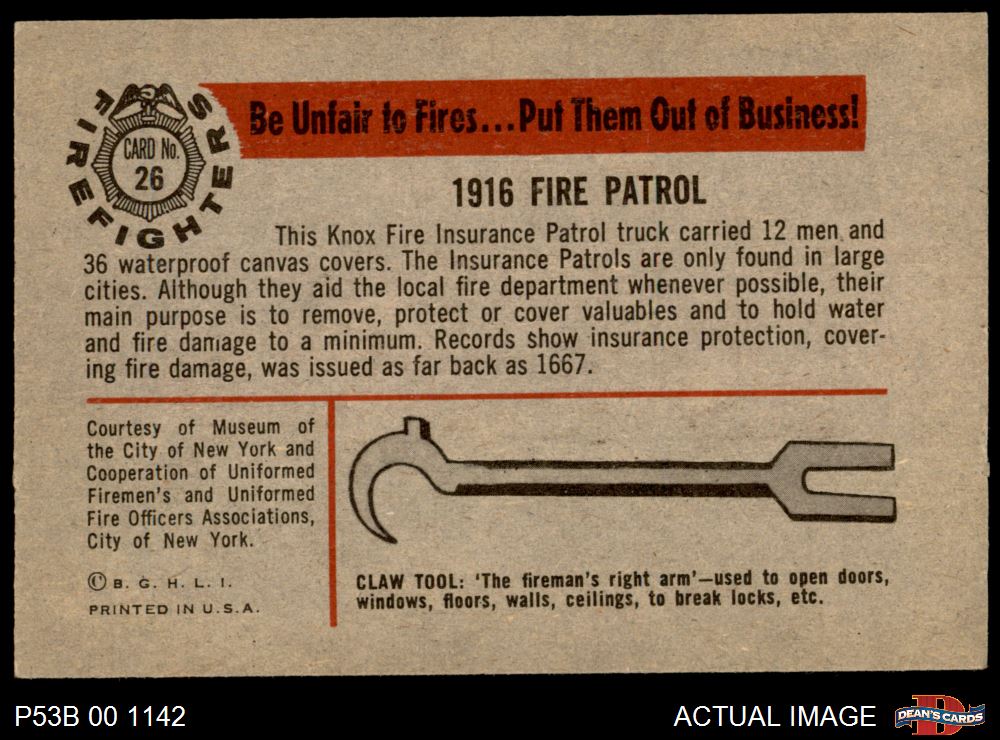 FIREFIGHTERS
CARD No.
26
Be Unfair to Fires...Put Them Out of Business!
1916 FIRE PATROL
This Knox Fire Insurance Patrol truck carried 12 men and
36 waterproof canvas covers. The Insurance Patrols are only found in large
cities. Although they aid the local fire department whenever possible, their
main purpose is to remove, protect or cover valuables and to hold water
and fire damage to a minimum. Records show insurance protection, cover-
ing fire damage, was issued as far back as 1667.
Courtesy of Museum of
the City of New York and
Cooperation of Uniformed
Firemen's and Uniformed
Fire Officers Associations,
City of New York.
© B. G. H. L. I.
PRINTED IN U.S.A.
CLAW TOOL: 'The fireman's right arm'—used to open doors,
windows, floors, walls, ceilings, to break locks, etc.
P53B 00 1142
ACTUAL IMAGE
DEAN'S CARDS